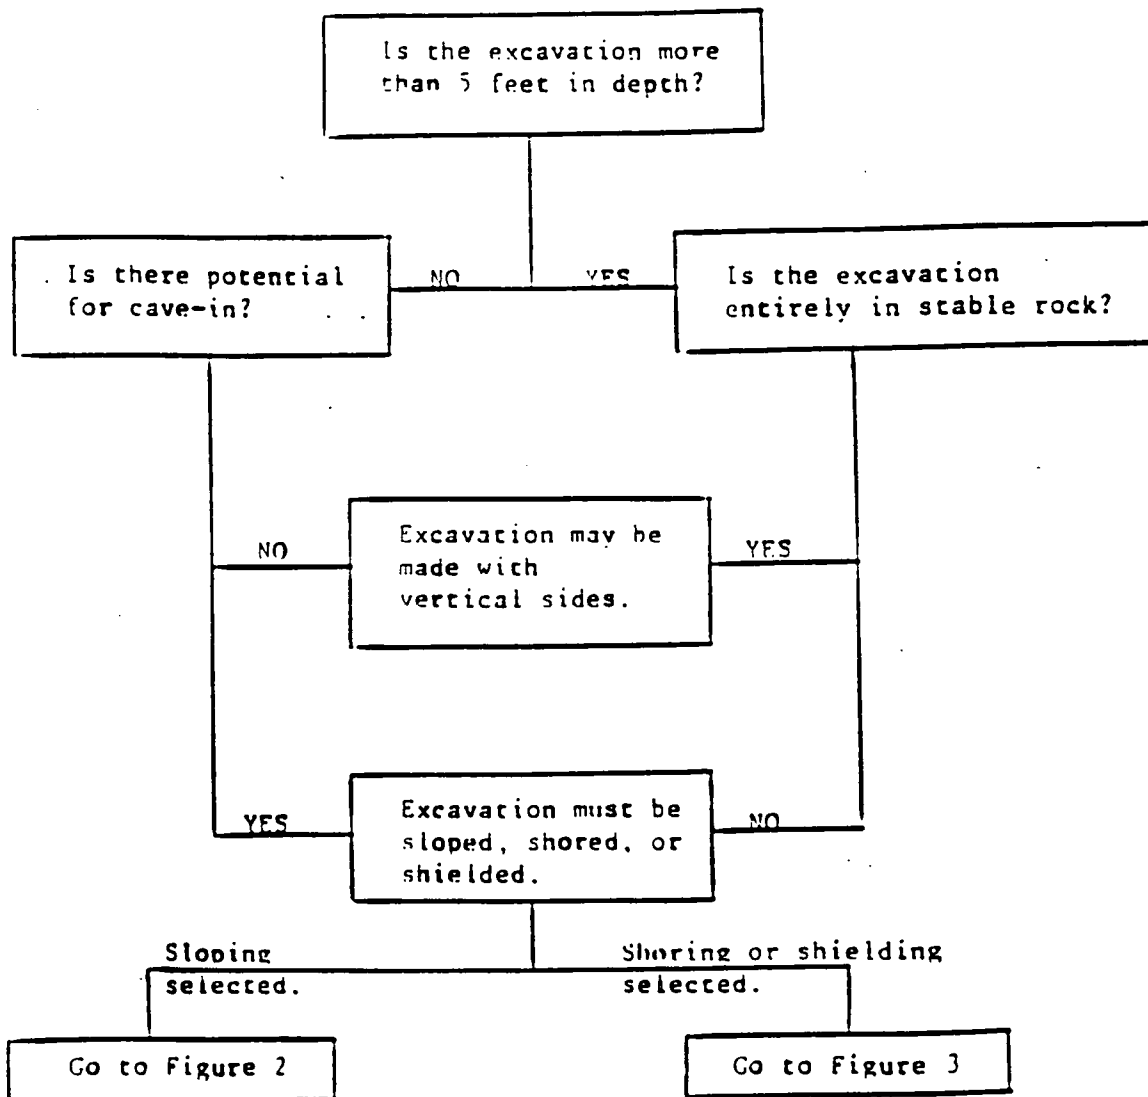 Is the excavation more
than 5 feet in depth?
Is there potential
for cave-in?
NO
YES
Is the excavation
entirely in stable rock?
NO
Excavation may be
made with
vertical sides.
YES
YES
Excavation must be
sloped, shored, or
shielded.
NO
Sloping
selected.
Shoring or shielding
selected.
Go to Figure 2
Go to Figure 3